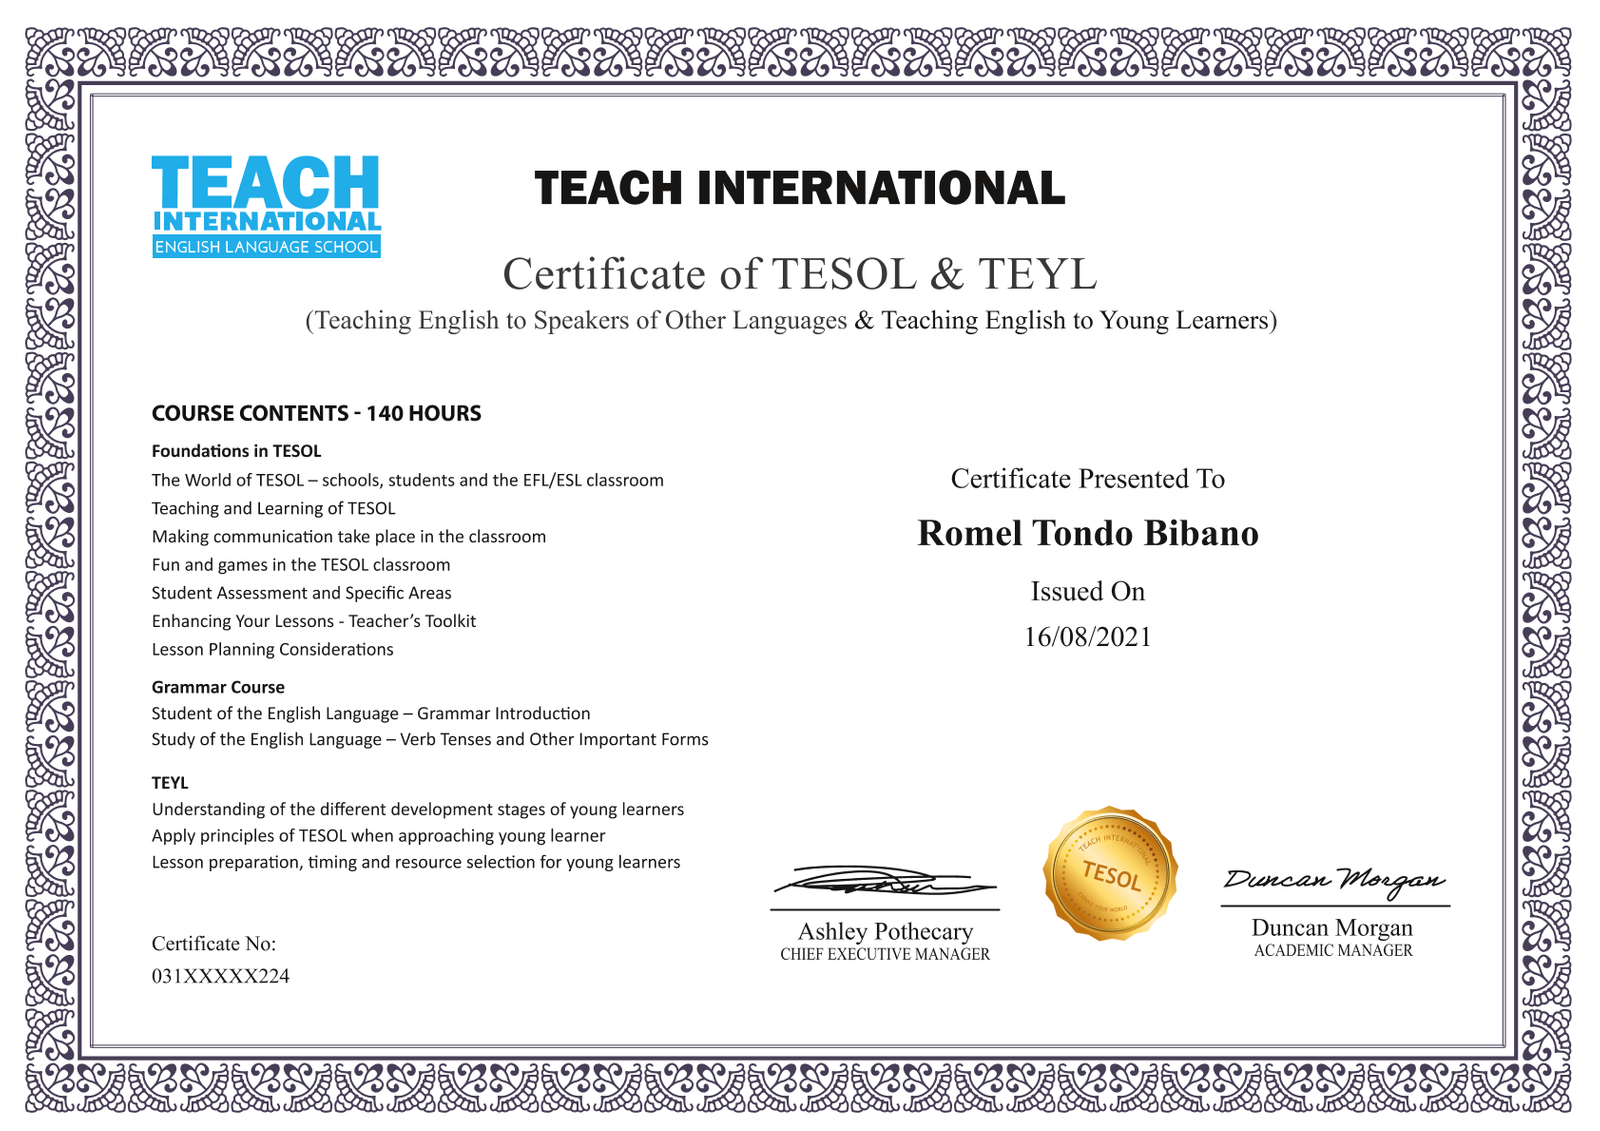 TEACH
INTERNATIONAL
ENGLISH LANGUAGE SCHOOL
TEACH INTERNATIONAL
Certificate of TESOL & TEYL
(Teaching English to Speakers of Other Languages & Teaching English to Young Learners)
COURSE CONTENTS - 140 HOURS
Foundations in TESOL
The World of TESOL – schools, students and the EFL/ESL classroom
Teaching and Learning of TESOL
Making communication take place in the classroom
Fun and games in the TESOL classroom
Student Assessment and Specific Areas
Enhancing Your Lessons - Teacher’s Toolkit
Lesson Planning Considerations
Grammar Course
Student of the English Language – Grammar Introduction
Study of the English Language – Verb Tenses and Other Important Forms
TEYL
Understanding of the different development stages of young learners
Apply principles of TESOL when approaching young learner
Lesson preparation, timing and resource selection for young learners
Certificate No:
031XXXXX224
Certificate Presented To
Romel Tondo Bibano
Issued On
16/08/2021
Ashley Pothecary
CHIEF EXECUTIVE MANAGER
TEACH INTERNATIONAL
TESOL
YOUR WORLD
Duncan Morgan
Duncan Morgan
ACADEMIC MANAGER